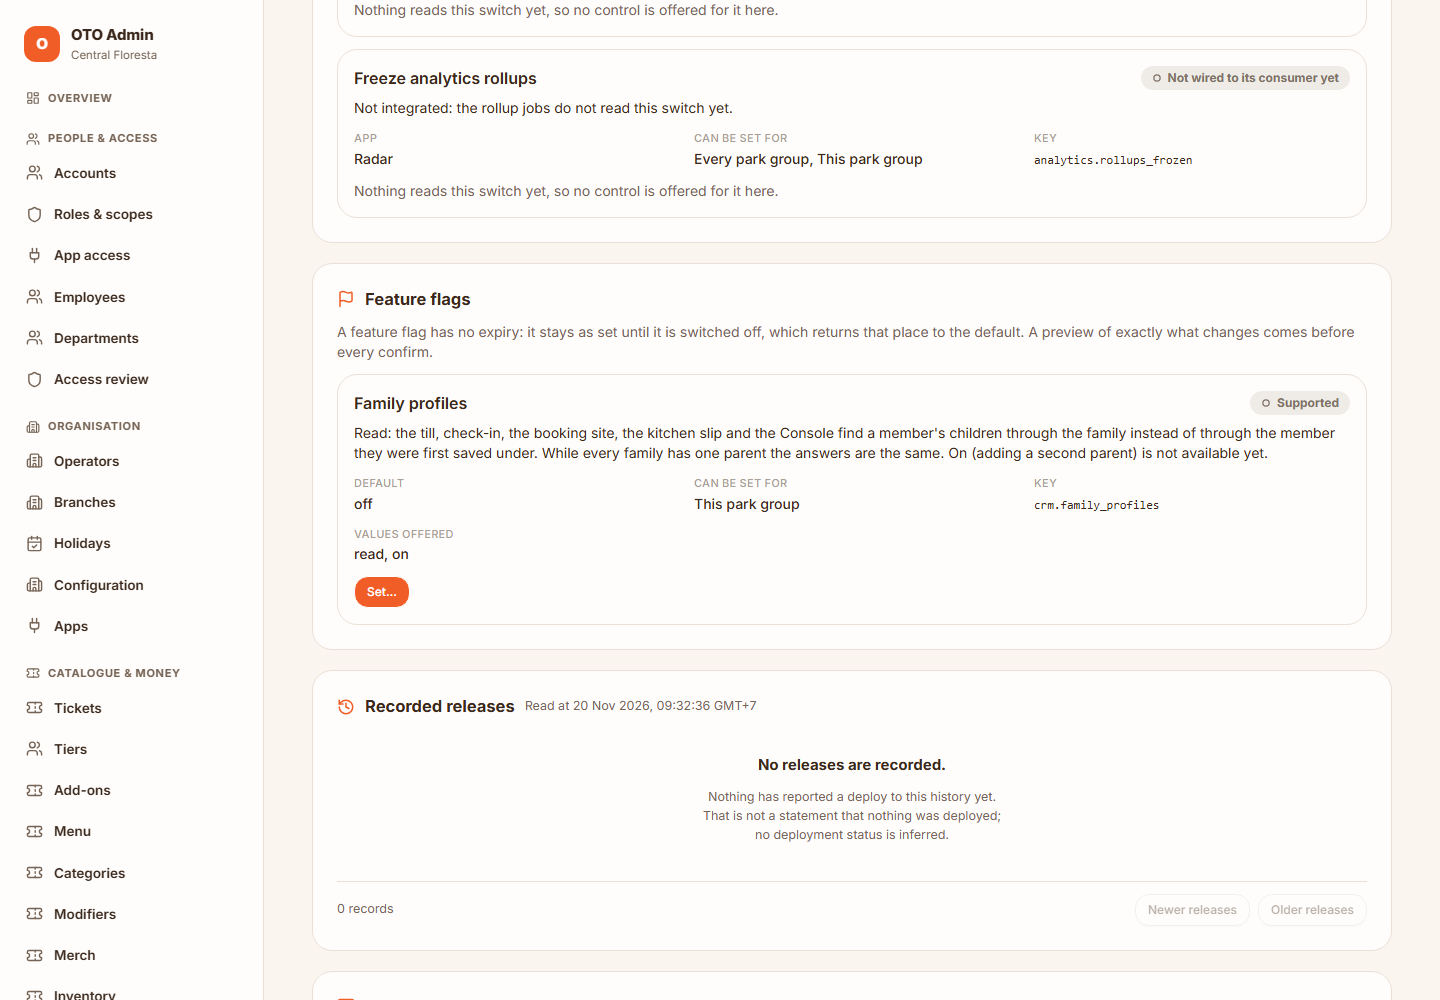 O
OTO Admin
Central Floresta
OVERVIEW
PEOPLE & ACCESS
Accounts
Roles & scopes
App access
Employees
Departments
Access review
ORGANISATION
Operators
Branches
Holidays
Configuration
Apps
CATALOGUE & MONEY
Tickets
Tiers
Add-ons
Menu
Categories
Modifiers
Merch
Inventory
Nothing reads this switch yet, so no control is offered for it here.
Freeze analytics rollups
Not wired to its consumer yet
Not integrated: the rollup jobs do not read this switch yet.
APP
CAN BE SET FOR
KEY
Radar
Every park group, This park group
analytics.rollups_frozen
Nothing reads this switch yet, so no control is offered for it here.
Feature flags
A feature flag has no expiry: it stays as set until it is switched off, which returns that place to the default. A preview of exactly what changes comes before
every confirm.
Family profiles
Supported
Read: the till, check-in, the booking site, the kitchen slip and the Console find a member's children through the family instead of through the member
they were first saved under. While every family has one parent the answers are the same. On (adding a second parent) is not available yet.
DEFAULT
CAN BE SET FOR
KEY
off
This park group
crm.family_profiles
VALUES OFFERED
read, on
Set...
Recorded releases
Read at 20 Nov 2026, 09:32:36 GMT+7
No releases are recorded.
Nothing has reported a deploy to this history yet.
That is not a statement that nothing was deployed;
no deployment status is inferred.
0 records
Newer releases
Older releases